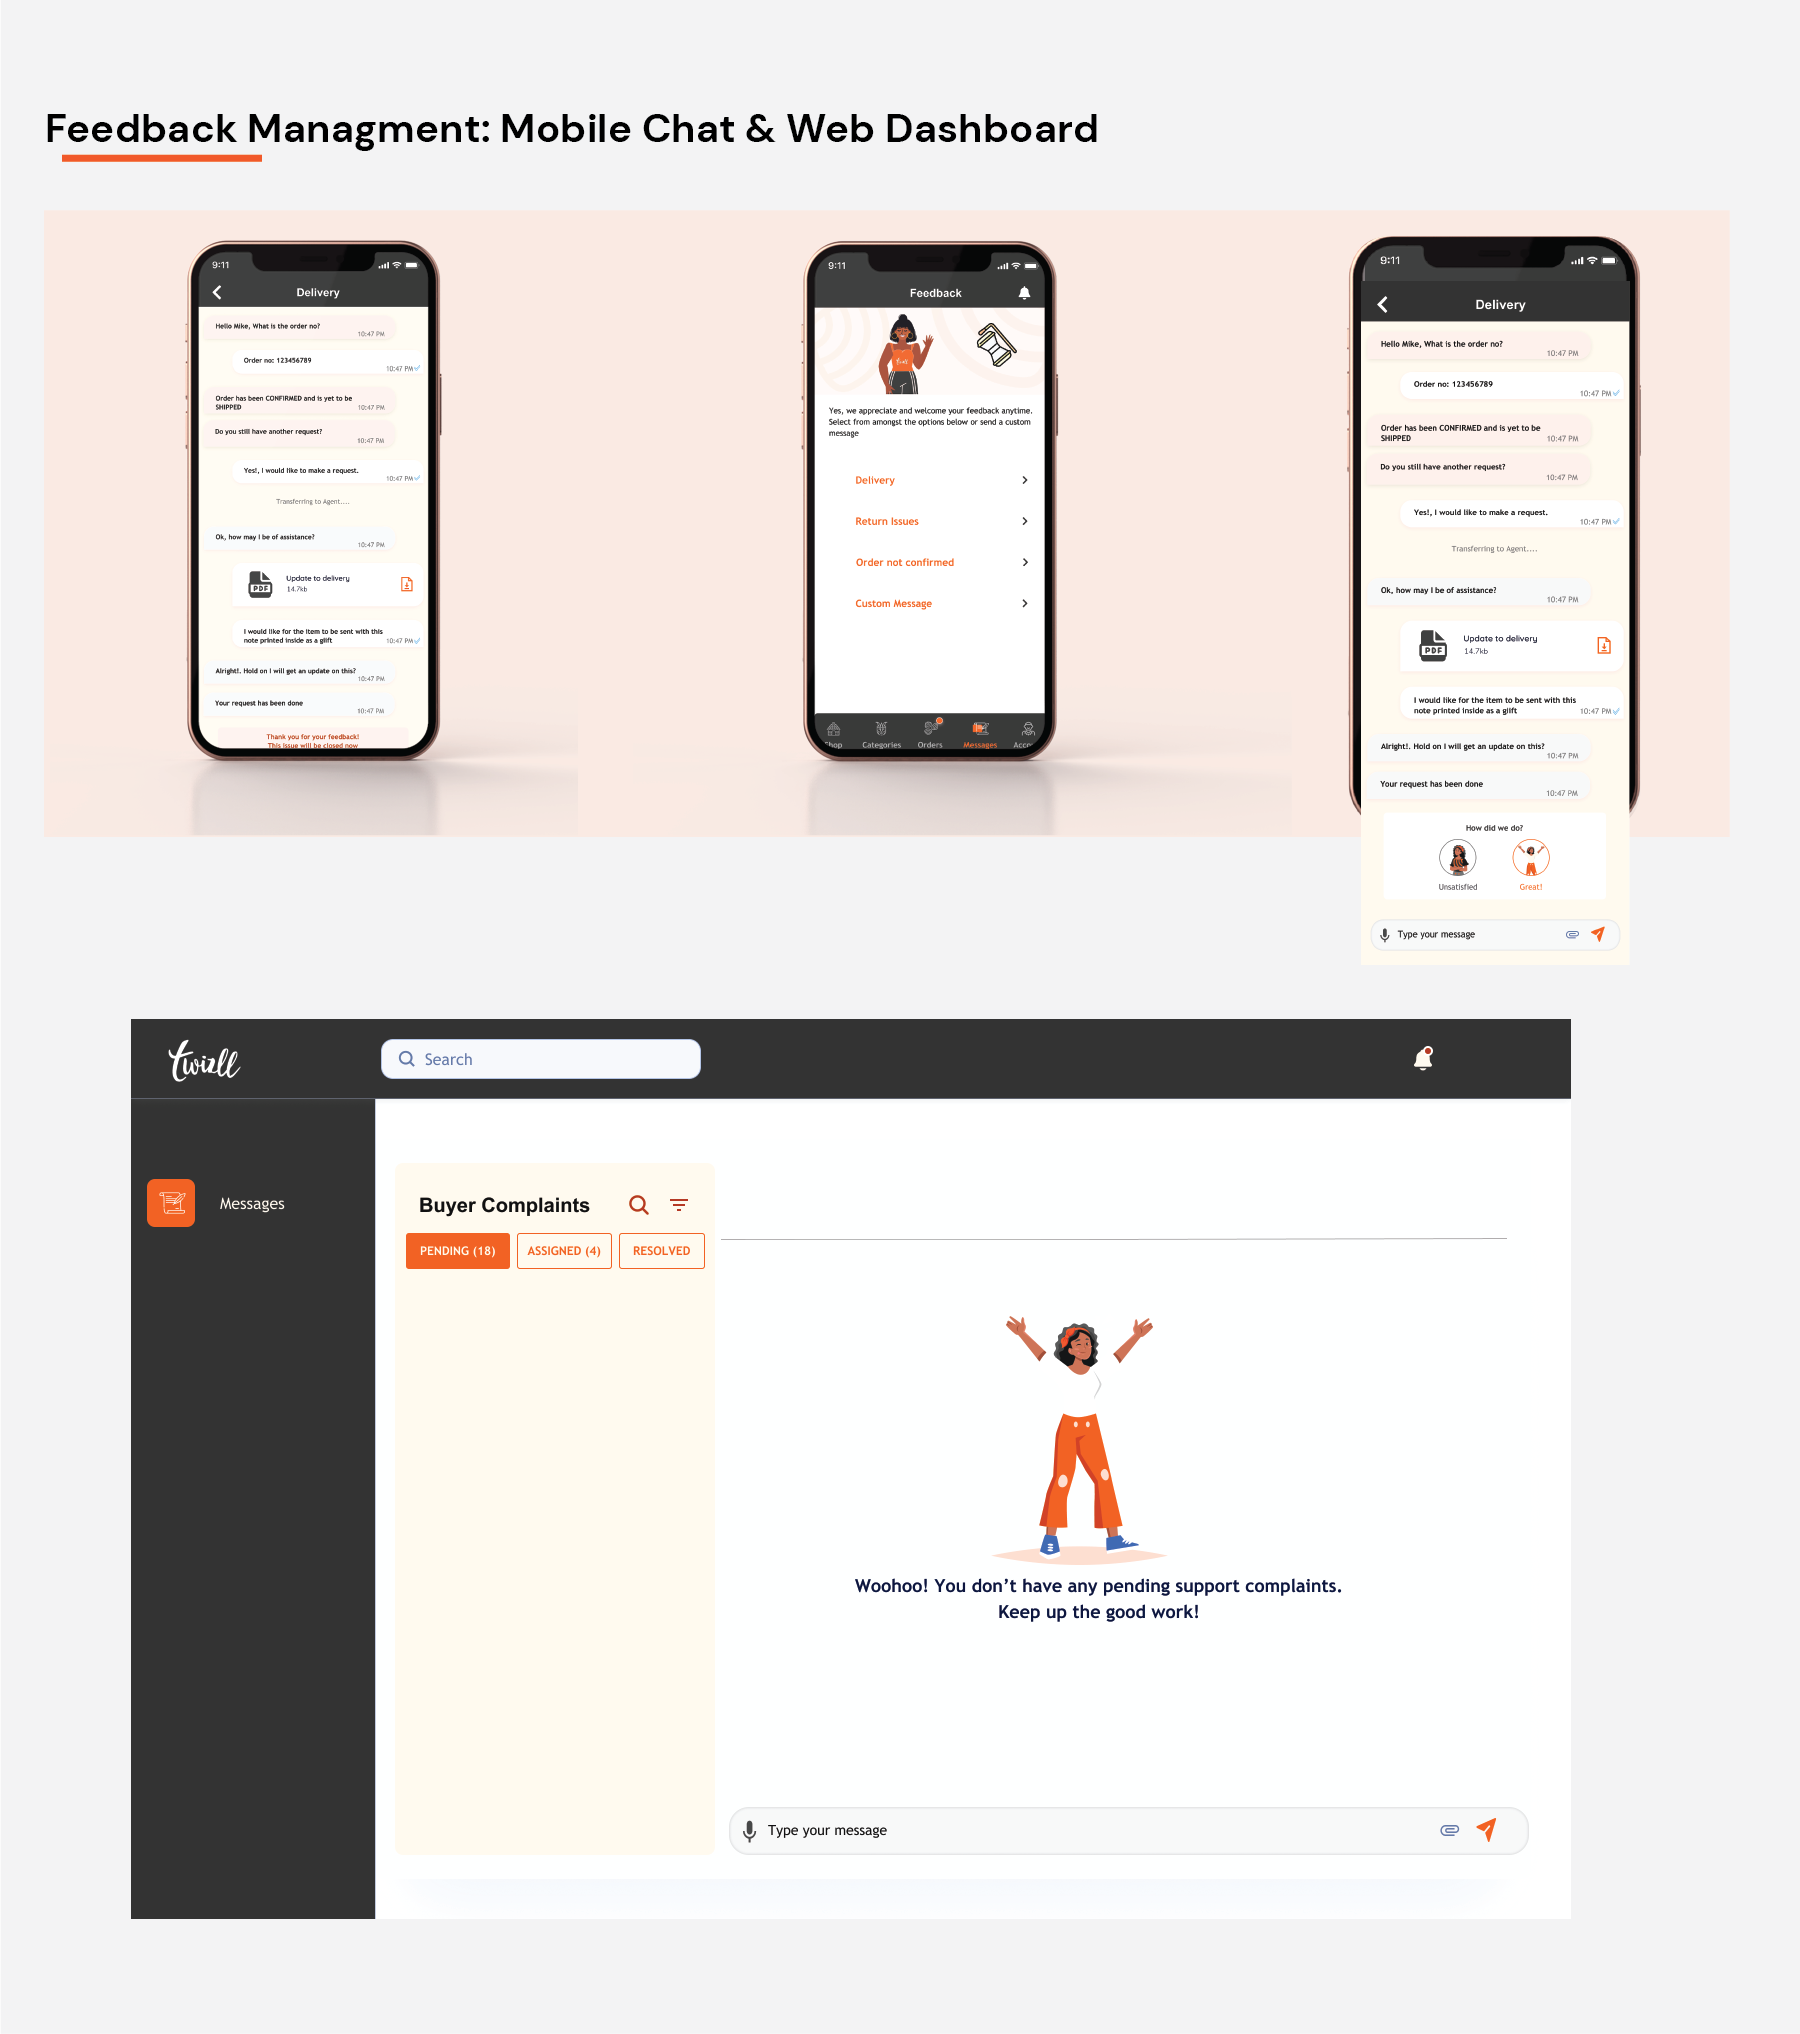 Feedback Managment: Mobile Chat & Web Dashboard
9:11
Delivery
Hello Mike, What is the order no?
10:47 PM
Order no: 123456789
10:47 PM
Order has been CONFIRMED and is yet to be
SHIPPED
10:47 PM
Do you still have another request?
10:47 PM
Yes!, I would like to make a request.
10:47 PM
Transferring to Agent....
Ok, how may I be of assistance?
10:47 PM
PDF
Update to delivery
14.7kb
I would like for the item to be sent with this
note printed inside as a giift
10:47 PM
Alright!. Hold on I will get an update on this?
10:47 PM
Your request has been done
10:47 PM
Thank you for your feedback!
This issue will be closed now
9:11
Feedback
twizll
Yes, we appreciate and welcome your feedback anytime.
Select from amongst the options below or send a custom
message
Delivery
Return Issues
Order not confirmed
Custom Message
hop
Categories
Orders
Messages
Acco
9:11
Delivery
Hello Mike, What is the order no?
10:47 PM
Order no: 123456789
10:47 PM
Order has been CONFIRMED and is yet to be
SHIPPED
10:47 PM
Do you still have another request?
10:47 PM
Yes!, I would like to make a request.
10:47 PM
Transferring to Agent....
Ok, how may I be of assistance?
10:47 PM
PDF
Update to delivery
14.7kb
I would like for the item to be sent with this
note printed inside as a giift
10:47 PM
Alright!. Hold on I will get an update on this?
10:47 PM
Your request has been done
10:47 PM
How did we do?
Unsatisfied
Great!
Type your message
twizll
Search
Messages
Buyer Complaints
PENDING (18)
ASSIGNED (4)
RESOLVED
Woohoo! You don't have any pending support complaints.
Keep up the good work!
Type your message